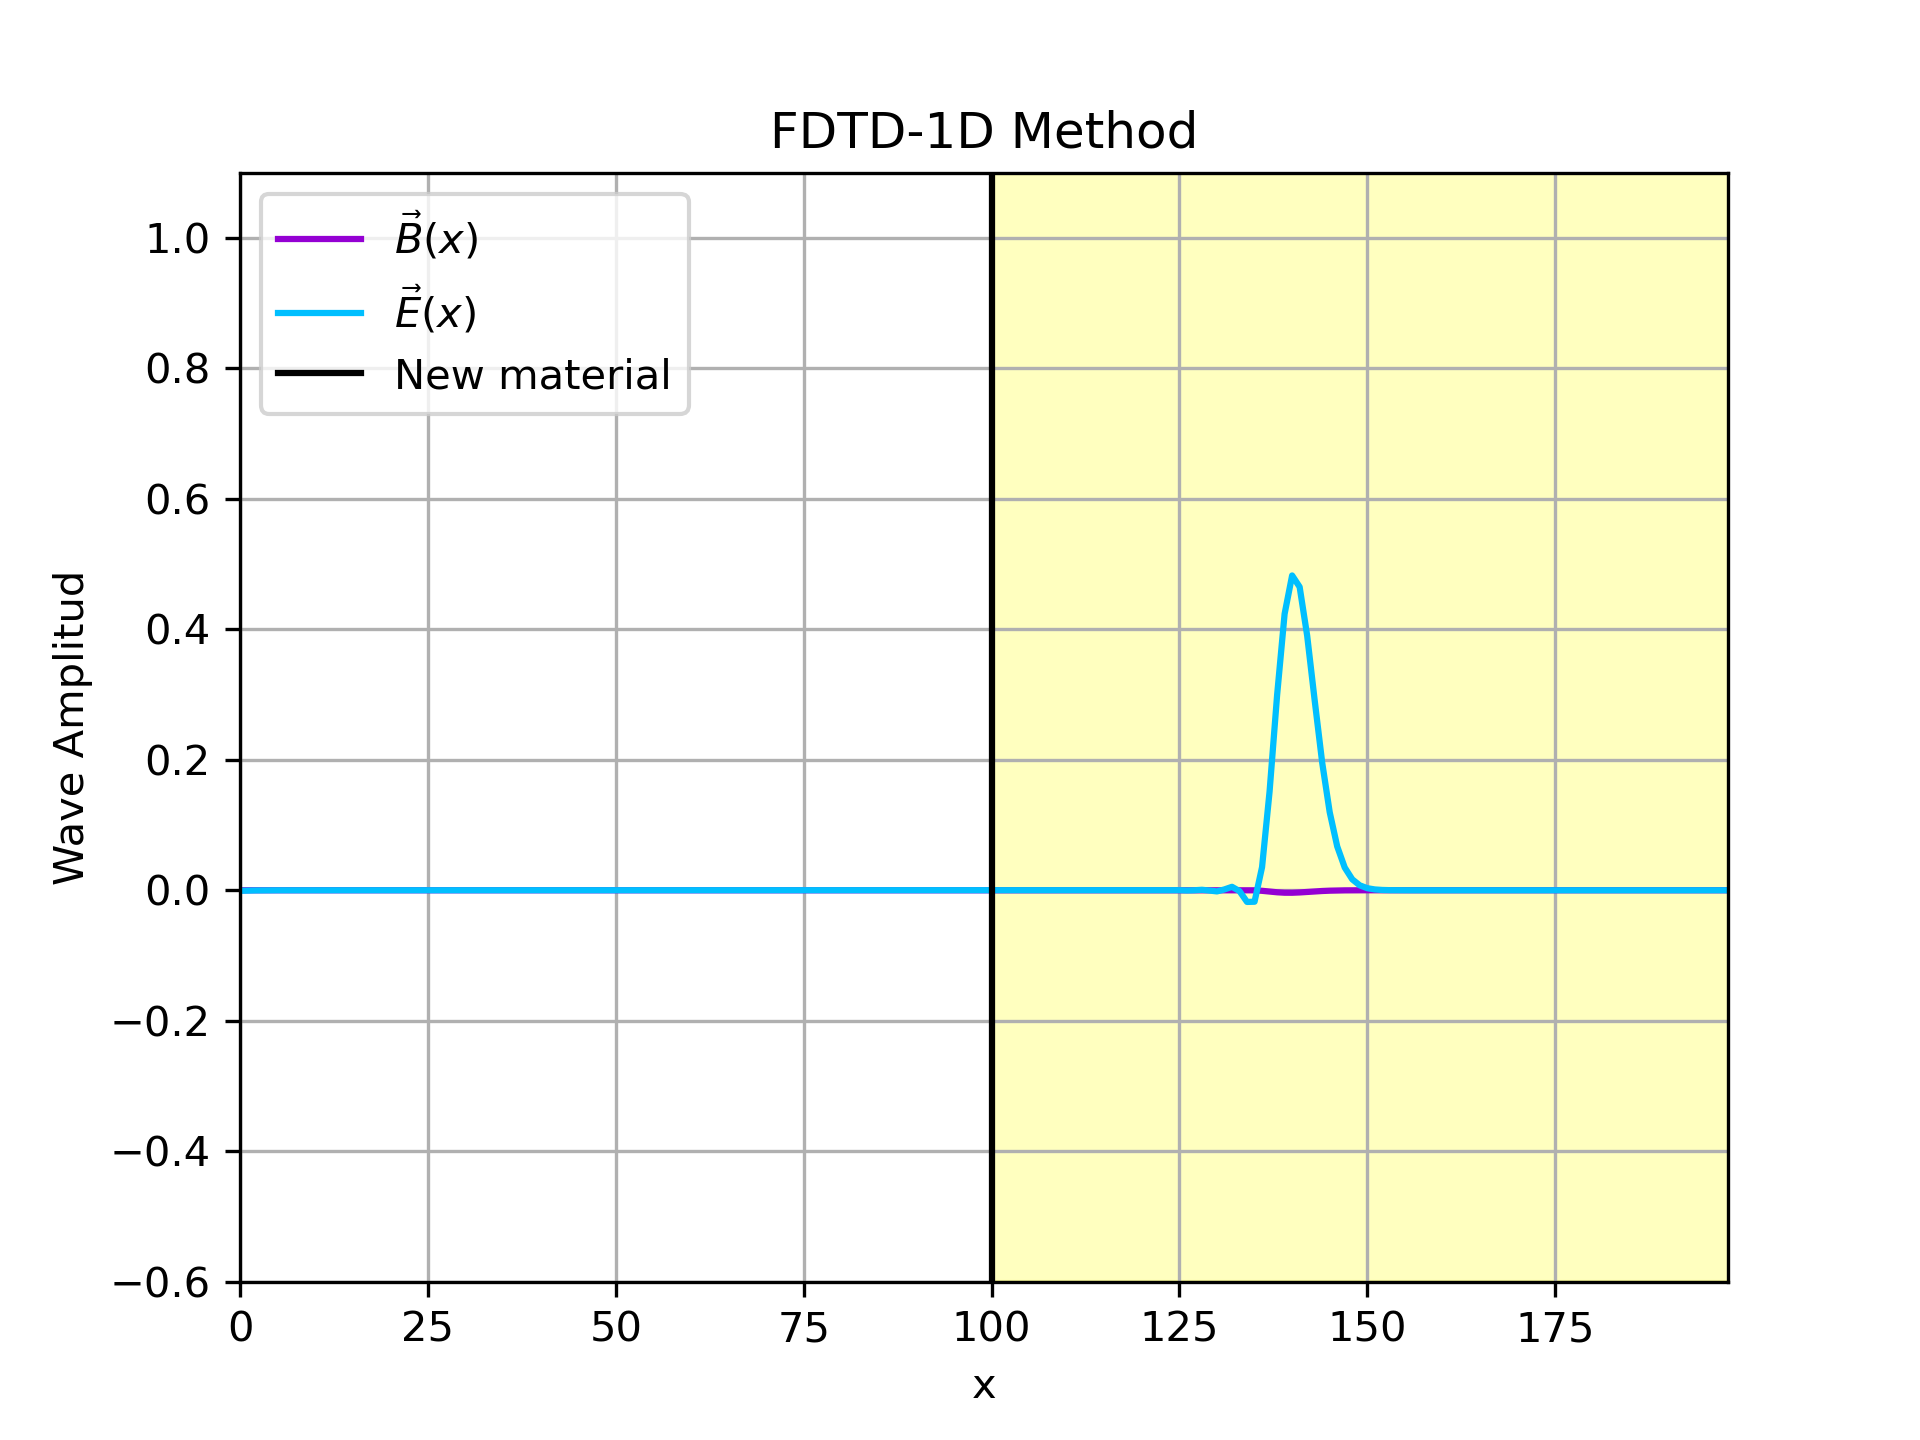 FDTD-1D Method
B⃗(x)
E⃗(x)
New material
Wave Amplitud
1.0
0.8
0.6
0.4
0.2
0.0
−0.2
−0.4
−0.6
0 25 50 75 100 125 150 175
x